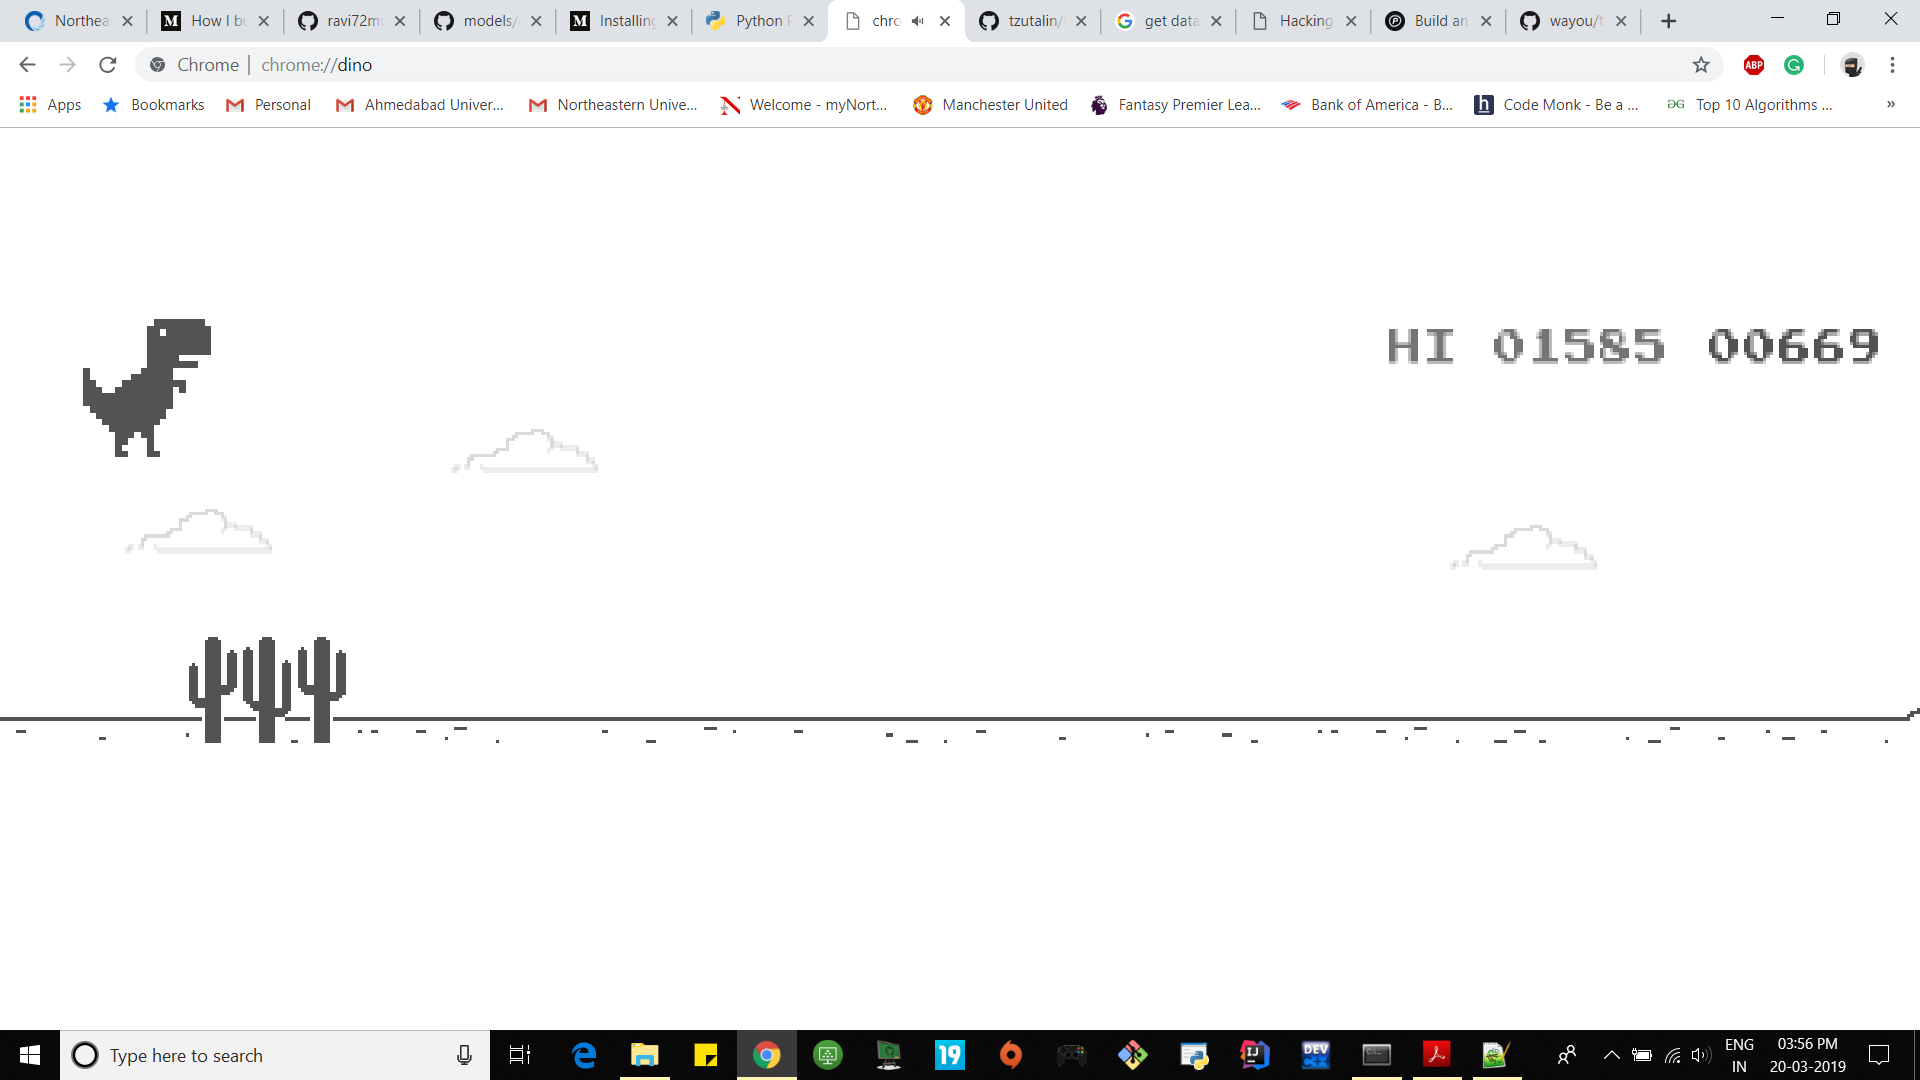 Northea
How I bu
ravi72m
models/
Installing
Python
chro
tzutalin/
get data
Hacking
Build an
wayou/t
Chrome | chrome://dino
ABP
G
Apps
Bookmarks
Personal
Ahmedabad Univer...
Northeastern Unive...
Welcome - myNort...
Manchester United
Fantasy Premier Lea...
Bank of America - B...
Code Monk - Be a ...
Top 10 Algorithms ...
»
HI 01585 00669
Type here to search
19
IJ
DEV
ENG
IN
03:56 PM
20-03-2019